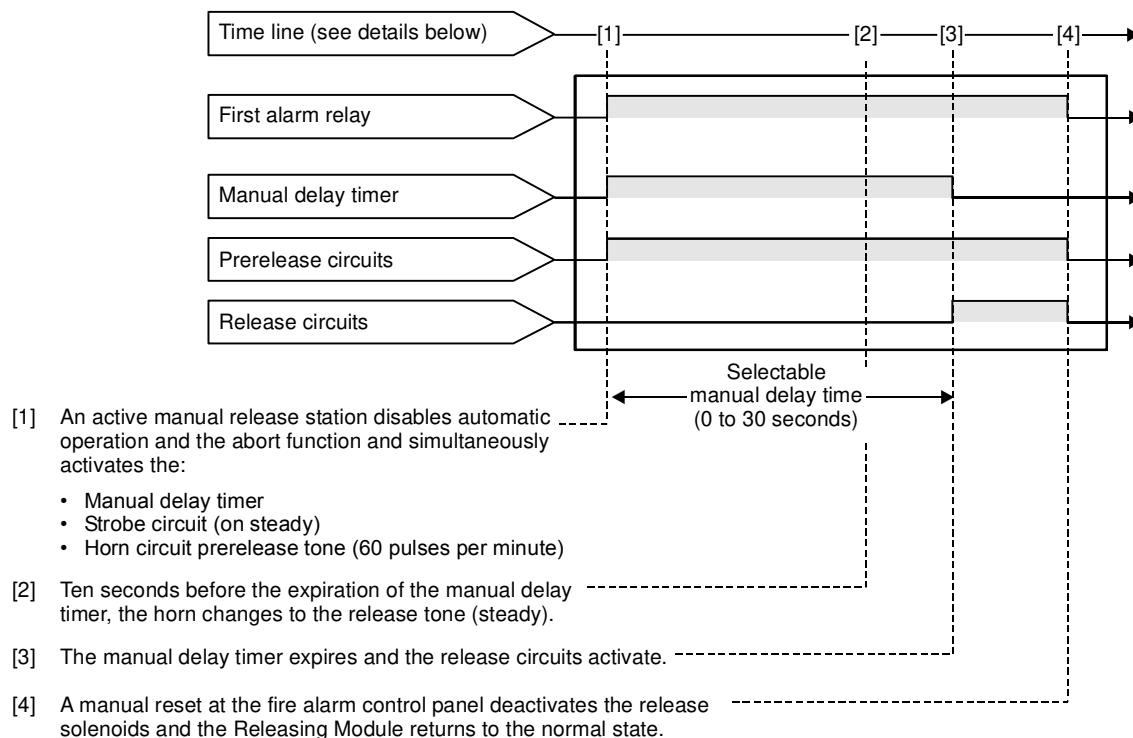 Time line (see details below)
[1]
[2]
[3]
[4]
First alarm relay
Manual delay timer
Prerelease circuits
Release circuits
Selectable
manual delay time
(0 to 30 seconds)
[1] An active manual release station disables automatic
operation and the abort function and simultaneously
activates the:
• Manual delay timer
• Strobe circuit (on steady)
• Horn circuit prerelease tone (60 pulses per minute)
[2] Ten seconds before the expiration of the manual delay
timer, the horn changes to the release tone (steady).
[3] The manual delay timer expires and the release circuits activate.
[4] A manual reset at the fire alarm control panel deactivates the release
solenoids and the Releasing Module returns to the normal state.